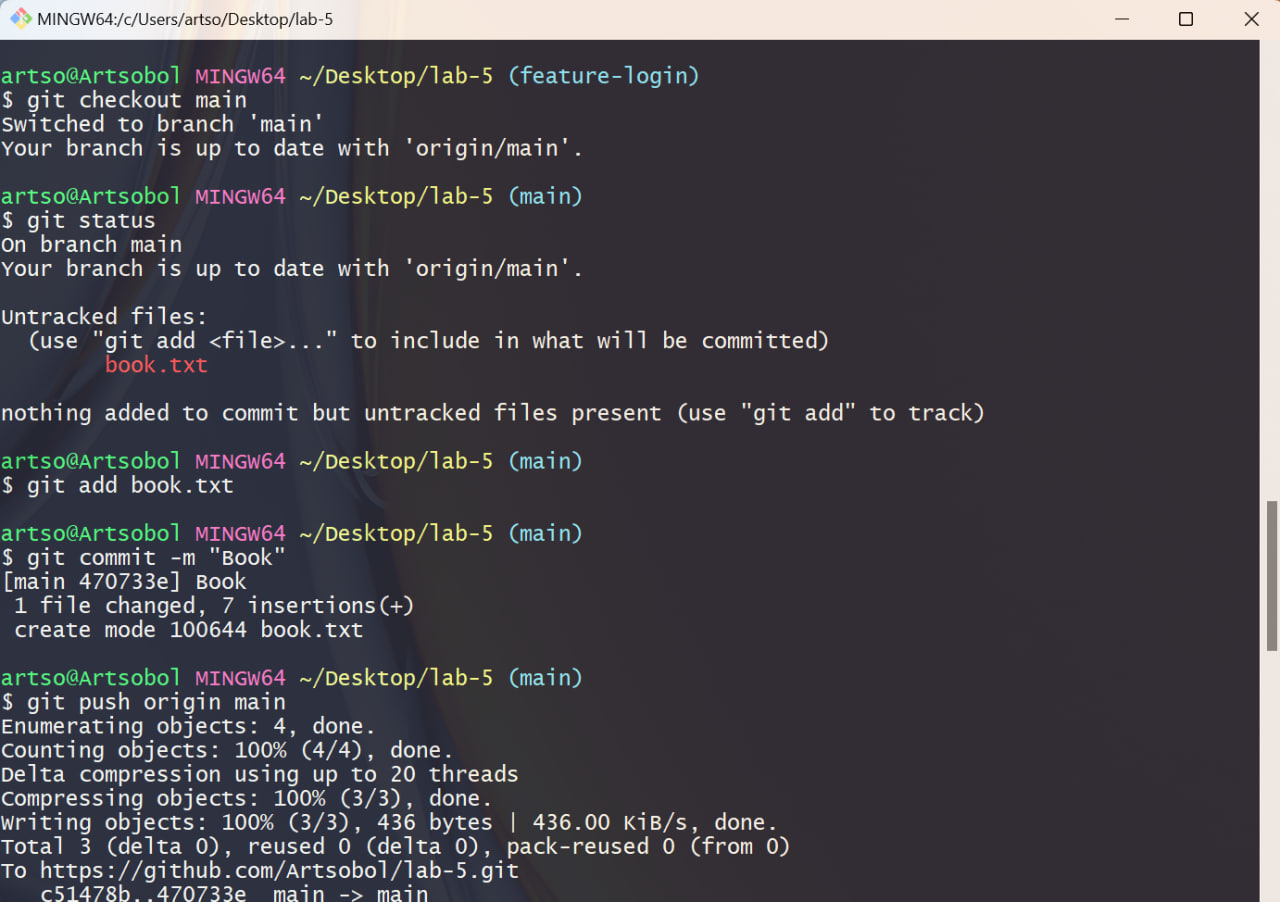 MINGW64:/c/Users/artso/Desktop/lab-5
artso@Artsobol MINGW64 ~/Desktop/lab-5 (feature-login)
$ git checkout main
Switched to branch 'main'
Your branch is up to date with 'origin/main'.
artso@Artsobol MINGW64 ~/Desktop/lab-5 (main)
$ git status
On branch main
Your branch is up to date with 'origin/main'.
Untracked files:
(use "git add <file>..." to include in what will be committed)
book.txt
nothing added to commit but untracked files present (use "git add" to track)
artso@Artsobol MINGW64 ~/Desktop/lab-5 (main)
$ git add book.txt
artso@Artsobol MINGW64 ~/Desktop/lab-5 (main)
$ git commit -m "Book"
[main 470733e] Book
1 file changed, 7 insertions(+)
create mode 100644 book.txt
artso@Artsobol MINGW64 ~/Desktop/lab-5 (main)
$ git push origin main
Enumerating objects: 4, done.
Counting objects: 100% (4/4), done.
Delta compression using up to 20 threads
Compressing objects: 100% (3/3), done.
Writing objects: 100% (3/3), 436 bytes | 436.00 KiB/s, done.
Total 3 (delta 0), reused 0 (delta 0), pack-reused 0 (from 0)
To https://github.com/Artsobol/lab-5.git
c51478b..470733e main -> main